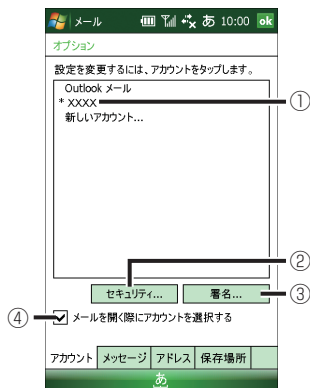 メール あ 10:00 ok
オプション
設定を変更するには、アカウントをタップします。
Outlook メール
* XXXX
①
新しいアカウント...
②
セキュリティ... 署名...
③
④
メールを開く際にアカウントを選択する
アカウント メッセージ アドレス 保存場所
あ